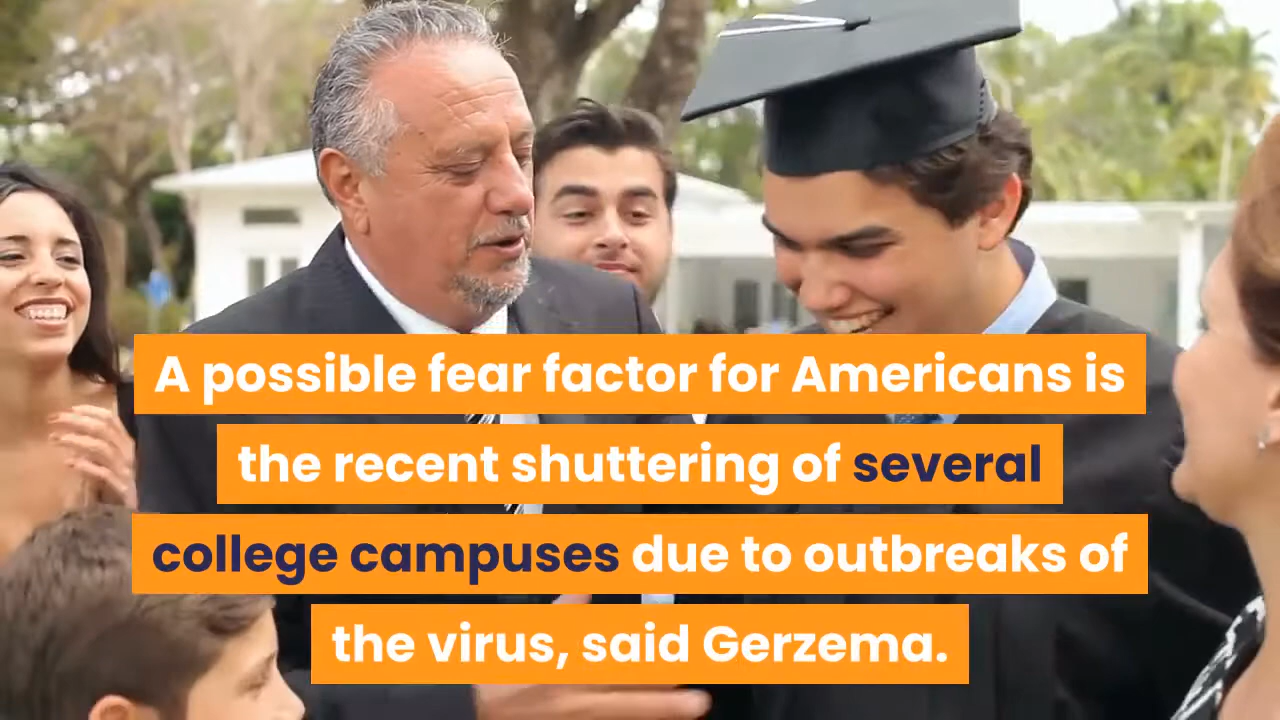 A possible fear factor for Americans is
the recent shuttering of several
college campuses due to outbreaks of
the virus, said Gerzema.